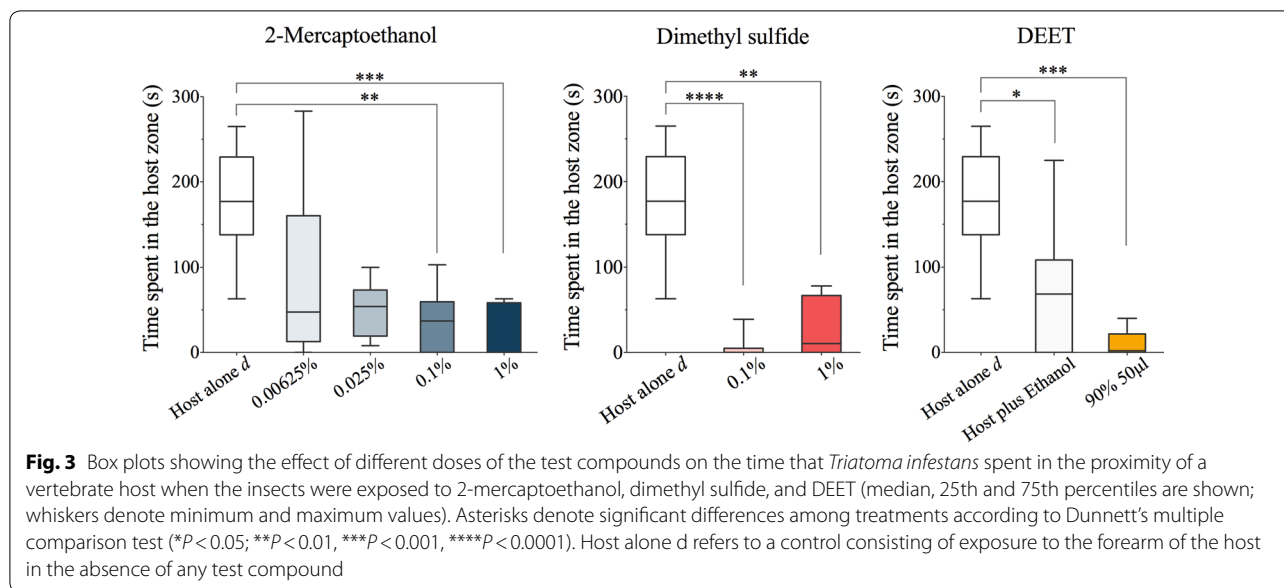 2-Mercaptoethanol
Dimethyl sulfide
DEET
Time spent in the host zone (s)
300
200
100
0
***
**
Host alone d
0.00625%
0.025%
0.1%
1%
Time spent in the host zone (s)
300
200
100
0
**
****
Host alone d
0.1%
1%
Time spent in the host zone (s)
300
200
100
0
***
*
Host alone d
Host plus Ethanol
90% 50µl
Fig. 3 Box plots showing the effect of different doses of the test compounds on the time that Triatoma infestans spent in the proximity of a
vertebrate host when the insects were exposed to 2-mercaptoethanol, dimethyl sulfide, and DEET (median, 25th and 75th percentiles are shown;
whiskers denote minimum and maximum values). Asterisks denote significant differences among treatments according to Dunnett’s multiple
comparison test (*P < 0.05; **P < 0.01, ***P < 0.001, ****P < 0.0001). Host alone d refers to a control consisting of exposure to the forearm of the host
in the absence of any test compound